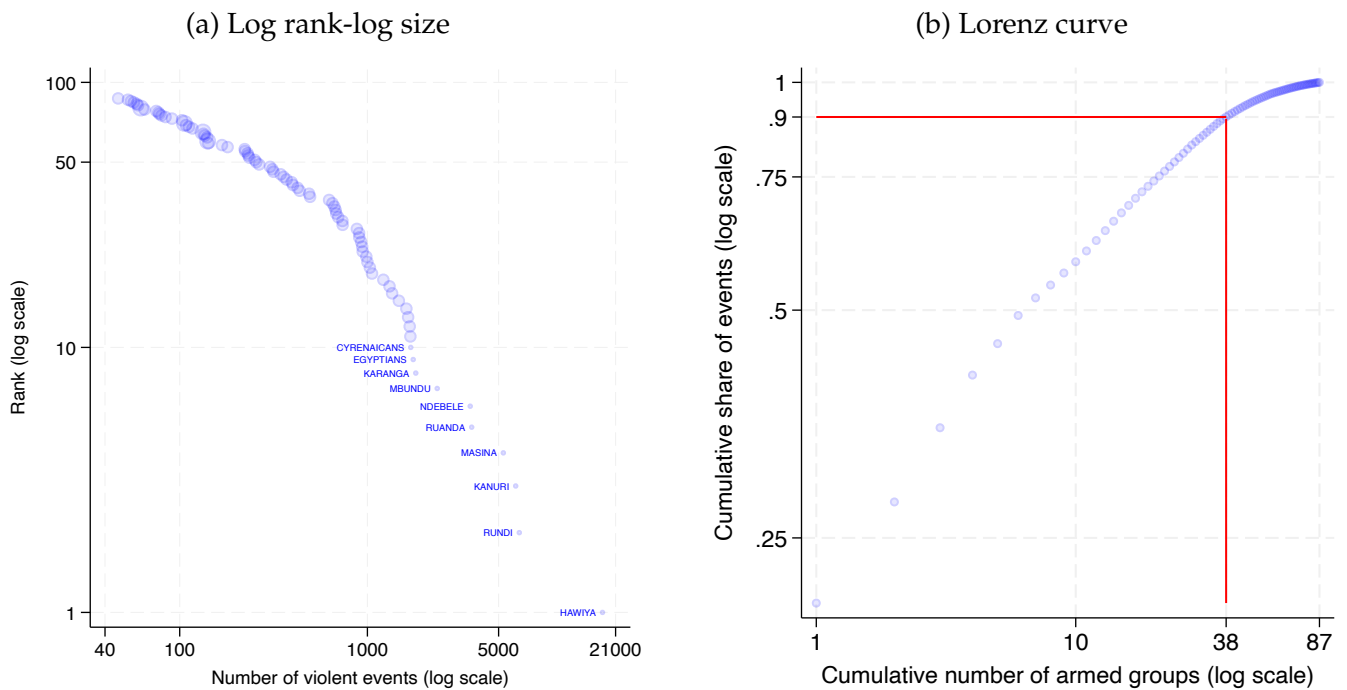 (a) Log rank-log size
100
50
10
1
Rank (log scale)
CYRENAICANS
EGYPTIANS
KARANGA
MBUNDU
NDEBELE
RUANDA
MASINA
KANURI
RUNDI
HAWIYA
40 100 1000 5000 21000
Number of violent events (log scale)
(b) Lorenz curve
1
.9
.75
.5
.25
Cumulative share of events (log scale)
1 10 38 87
Cumulative number of armed groups (log scale)